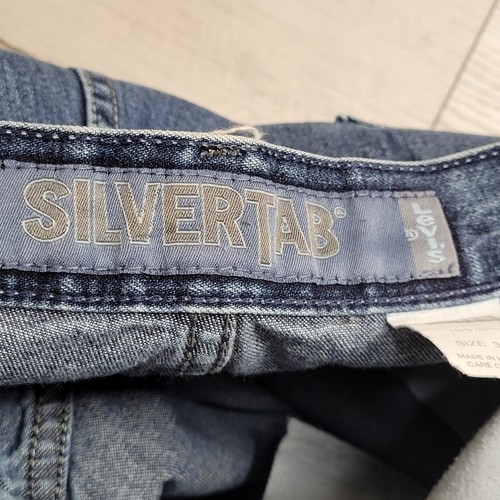 SILVERTAB®
LEVI'S®
SIZE 3
MADE IN
CARE O